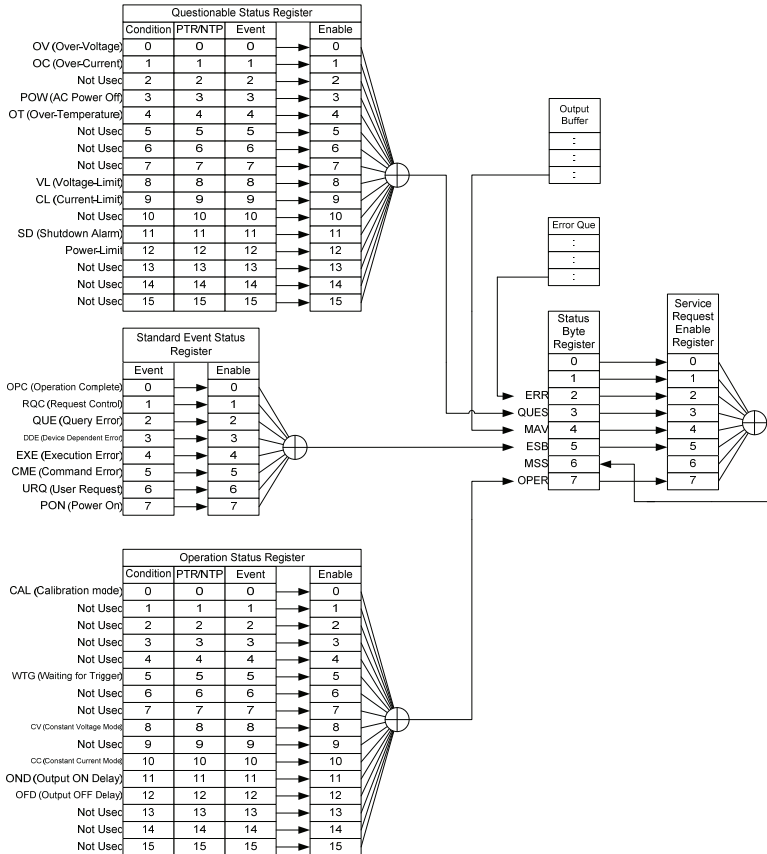 Questionable Status Register
Condition PTR/NTP Event Enable
OV (Over-Voltage) 0 0 0 0
OC (Over-Current) 1 1 1 1
Not Used 2 2 2 2
POW (AC Power Off) 3 3 3 3
OT (Over-Temperature) 4 4 4 4
Not Used 5 5 5 5
Not Used 6 6 6 6
Not Used 7 7 7 7
VL (Voltage-Limit) 8 8 8 8
CL (Current-Limit) 9 9 9 9
Not Used 10 10 10 10
SD (Shutdown Alarm) 11 11 11 11
Power-Limit 12 12 12 12
Not Used 13 13 13 13
Not Used 14 14 14 14
Not Used 15 15 15 15
Output
Buffer
:
:
:
Error Que
:
:
:
Standard Event Status
Register
Event Enable
OPC (Operation Complete) 0 0
RQC (Request Control) 1 1
QUE (Query Error) 2 2
DDE (Device Dependent Error) 3 3
EXE (Execution Error) 4 4
CME (Command Error) 5 5
URQ (User Request) 6 6
PON (Power On) 7 7
Status
Byte
Register
Service
Request
Enable
Register
0 0
1 1
ERR 2 2
QUES 3 3
MAV 4 4
ESB 5 5
MSS 6 6
OPER 7 7
Operation Status Register
Condition PTR/NTP Event Enable
CAL (Calibration mode) 0 0 0 0
Not Used 1 1 1 1
Not Used 2 2 2 2
Not Used 3 3 3 3
Not Used 4 4 4 4
WTG (Waiting for Trigger) 5 5 5 5
Not Used 6 6 6 6
Not Used 7 7 7 7
CV (Constant Voltage Mode) 8 8 8 8
Not Used 9 9 9 9
CC (Constant Current Mode) 10 10 10 10
OND (Output ON Delay) 11 11 11 11
OFD (Output OFF Delay) 12 12 12 12
Not Used 13 13 13 13
Not Used 14 14 14 14
Not Used 15 15 15 15